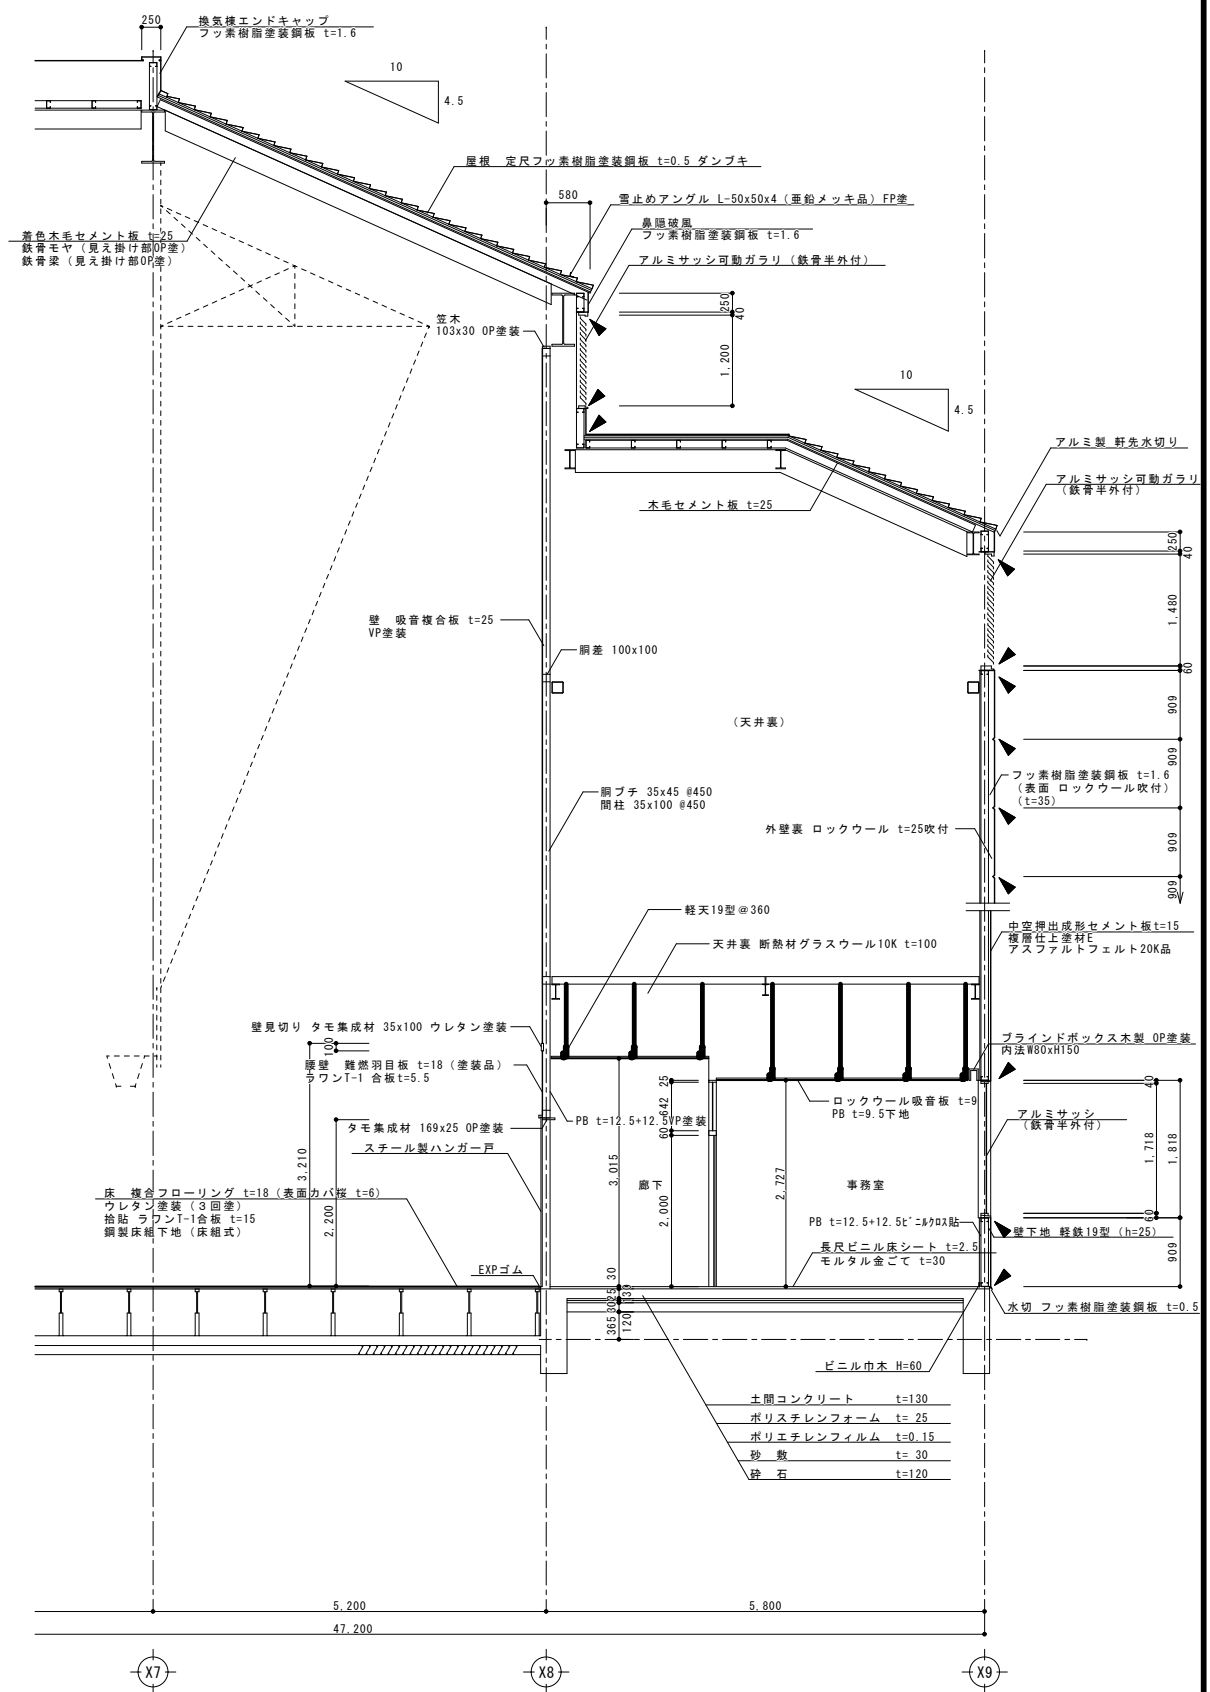 250
換気棟エンドキャップ
フッ素樹脂塗装鋼板 t=1.6
10
4.5
屋根　定尺フッ素樹脂塗装鋼板 t=0.5 ダンブキ
580
雪止めアングル L-50x50x4（亜鉛メッキ品）FP塗
鼻隠破風
フッ素樹脂塗装鋼板 t=1.6
アルミサッシ可動ガラリ（鉄骨半外付）
着色木毛セメント板 t=25
鉄骨モヤ（見え掛け部OP塗）
鉄骨梁（見え掛け部OP塗）
笠木
103x30 OP塗装
250
40
1,200
10
4.5
アルミ製 軒先水切り
アルミサッシ可動ガラリ
（鉄骨半外付）
木毛セメント板 t=25
250
40
1,480
60
壁　吸音複合板 t=25
VP塗装
胴差 100x100
（天井裏）
909
909
909
909
フッ素樹脂塗装鋼板 t=1.6
（表面 ロックウール吹付）
（t=35）
胴ブチ 35x45 @450
間柱 35x100 @450
外壁裏 ロックウール t=25吹付
軽天19型＠360
天井裏 断熱材グラスウール10K t=100
中空押出成形セメント板t=15
複層仕上塗材E
アスファルトフェルト20K品
壁見切り タモ集成材 35x100 ウレタン塗装
100
腰壁　難燃羽目板 t=18（塗装品）
ラワンT-1 合板t=5.5
ブラインドボックス木製 OP塗装
内法W80xH150
ロックウール吸音板 t=9
PB t=9.5下地
PB t=12.5+12.5VP塗装
タモ集成材 169x25 OP塗装
スチール製ハンガー戸
アルミサッシ
（鉄骨半外付）
25
642
60
2,000
3,015
2,727
3,210
2,200
40
1,718
1,818
60
909
廊下
事務室
床　複合フローリング t=18（表面カバ桜 t=6）
ウレタン塗装（３回塗）
捨貼 ラワンT-1合板 t=15
鋼製床組下地（床組式）
PB t=12.5+12.5ﾋﾞﾆﾙｸﾛｽ貼
壁下地 軽鉄19型（h=25）
長尺ビニル床シート t=2.5
モルタル金ごて t=30
EXPゴム
30
25
130
30
120
365
水切 フッ素樹脂塗装鋼板 t=0.5
ビニル巾木 H=60
土間コンクリート　t=130
ポリスチレンフォーム　t= 25
ポリエチレンフィルム　t=0.15
砂　敷　t= 30
砕　石　t=120
5,200
5,800
47.200
X7
X8
X9